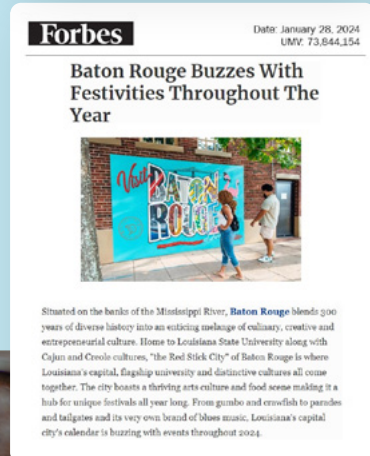 Forbes
Date: January 28, 2024
UMV: 73,844,154
Baton Rouge Buzzes With
Festivities Throughout The
Year
Visit
BATON
ROUGE
Situated on the banks of the Mississippi River, Baton Rouge blends 300
years of diverse history into an enticing melange of culinary, creative and
entrepreneurial culture. Home to Louisiana State University along with
Cajun and Creole cultures, "the Red Stick City" of Baton Rouge is where
Louisiana's capital, flagship university and distinctive cultures all come
together. The city boasts a thriving arts culture and food scene making it a
hub for unique festivals all year long. From gumbo and crawfish to parades
and tailgates and its very own brand of blues music, Louisiana's capital
city's calendar is buzzing with events throughout 2024.